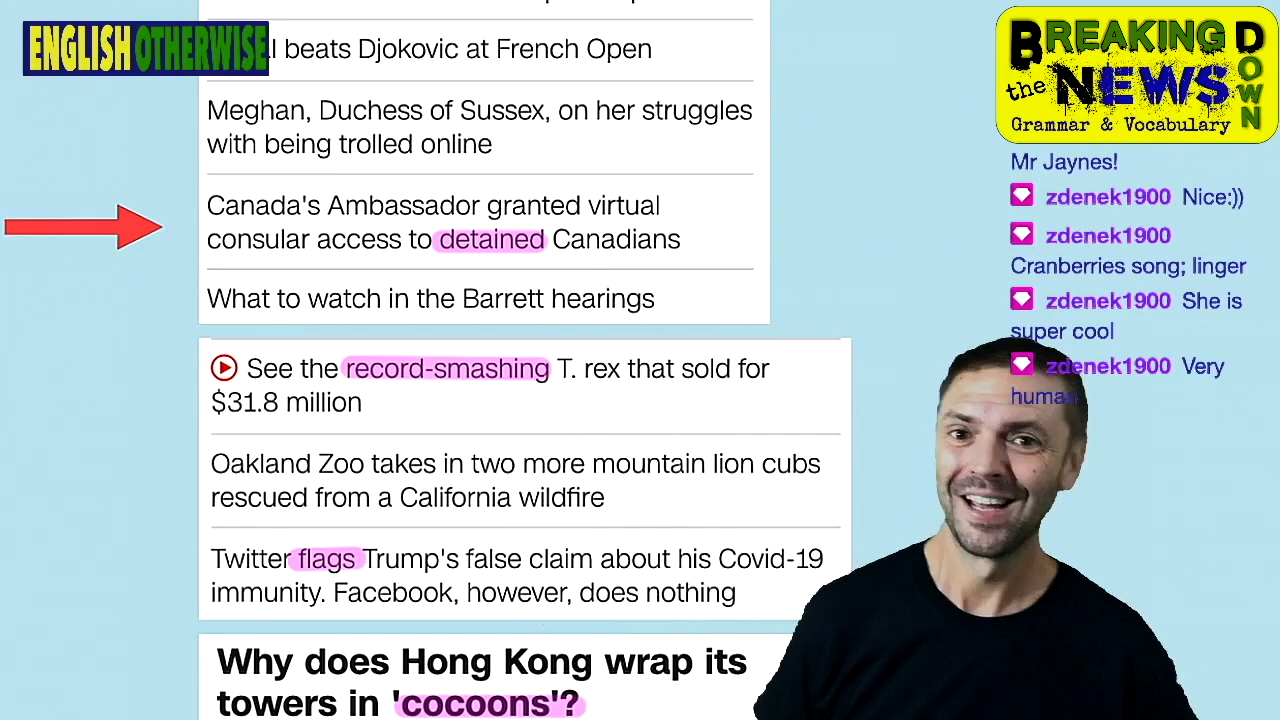 ENGLISH OTHERWISE
l beats Djokovic at French Open
Meghan, Duchess of Sussex, on her struggles
with being trolled online
Canada's Ambassador granted virtual
consular access to detained Canadians
What to watch in the Barrett hearings
See the record-smashing T. rex that sold for
$31.8 million
Oakland Zoo takes in two more mountain lion cubs
rescued from a California wildfire
Twitter flags Trump's false claim about his Covid-19
immunity. Facebook, however, does nothing
Why does Hong Kong wrap its
towers in 'cocoons'?
BREAKING DOWN
the NEWS
Grammar & Vocabulary
Mr Jaynes!
zdenek1900 Nice:))
zdenek1900
Cranberries song; linger
zdenek1900 She is
super cool
zdenek1900 Very
human